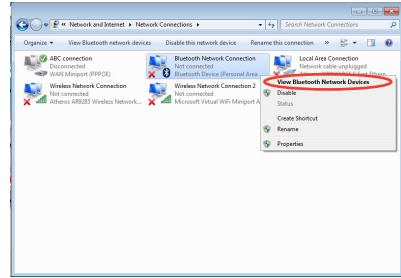 « Network and Internet ▸ Network Connections ▸
Search Network Connections
Organize ▾ View Bluetooth network devices Disable this network device Rename this connection »
ABC connection
Disconnected
WAN Miniport (PPPOE)
Bluetooth Network Connection
Not connected
Bluetooth Device (Personal Area ...
Local Area Connection
Network cable unplugged
Wireless Network Connection
Not connected
Atheros AR9285 Wireless Network...
Wireless Network Connection 2
Not connected
Microsoft Virtual WiFi Miniport A
View Bluetooth Network Devices
Disable
Status
Create Shortcut
Rename
Properties